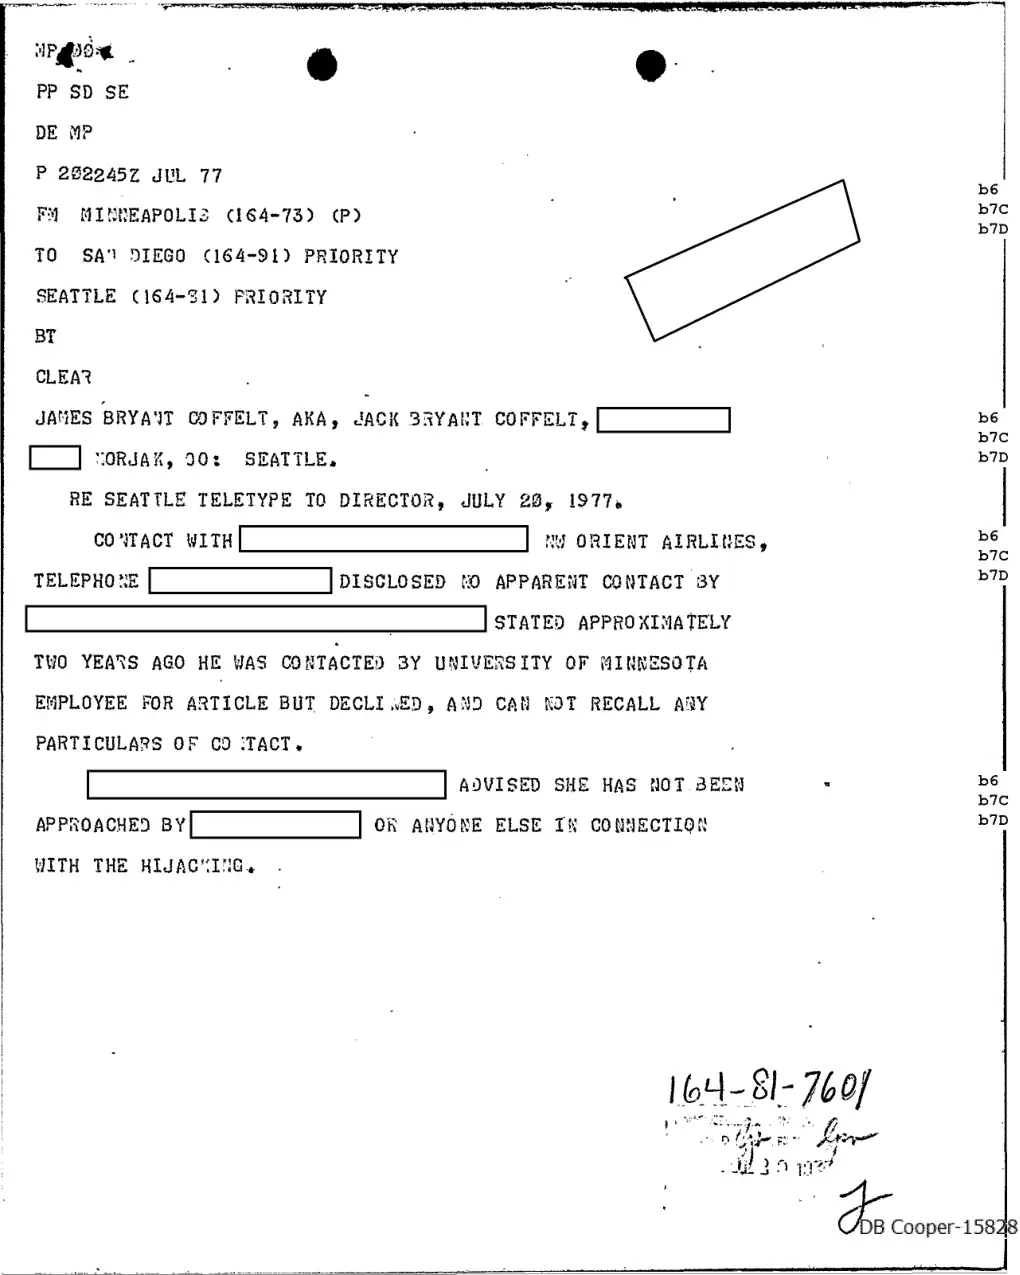 PP SD SE
DE MP
P 202245Z JUL 77
FM MINNEAPOLIS (164-73) (P)
TO SAN DIEGO (164-91) PRIORITY
SEATTLE (164-81) PRIORITY
BT
CLEAR
JAMES BRYANT COFFELT, AKA, JACK BRYANT COFFELT,
NORJAK, OO: SEATTLE.
RE SEATTLE TELETYPE TO DIRECTOR, JULY 20, 1977.
CONTACT WITH NW ORIENT AIRLINES,
TELEPHONE DISCLOSED NO APPARENT CONTACT BY
STATED APPROXIMATELY
TWO YEARS AGO HE WAS CONTACTED BY UNIVERSITY OF MINNESOTA
EMPLOYEE FOR ARTICLE BUT DECLINED, AND CAN NOT RECALL ANY
PARTICULARS OF CONTACT.
ADVISED SHE HAS NOT BEEN
APPROACHED BY OR ANYONE ELSE IN CONNECTION
WITH THE HIJACKING.
b6
b7C
b7D
b6
b7C
b7D
b6
b7C
b7D
b6
b7C
b7D
164-81-7601
DB Cooper-15828